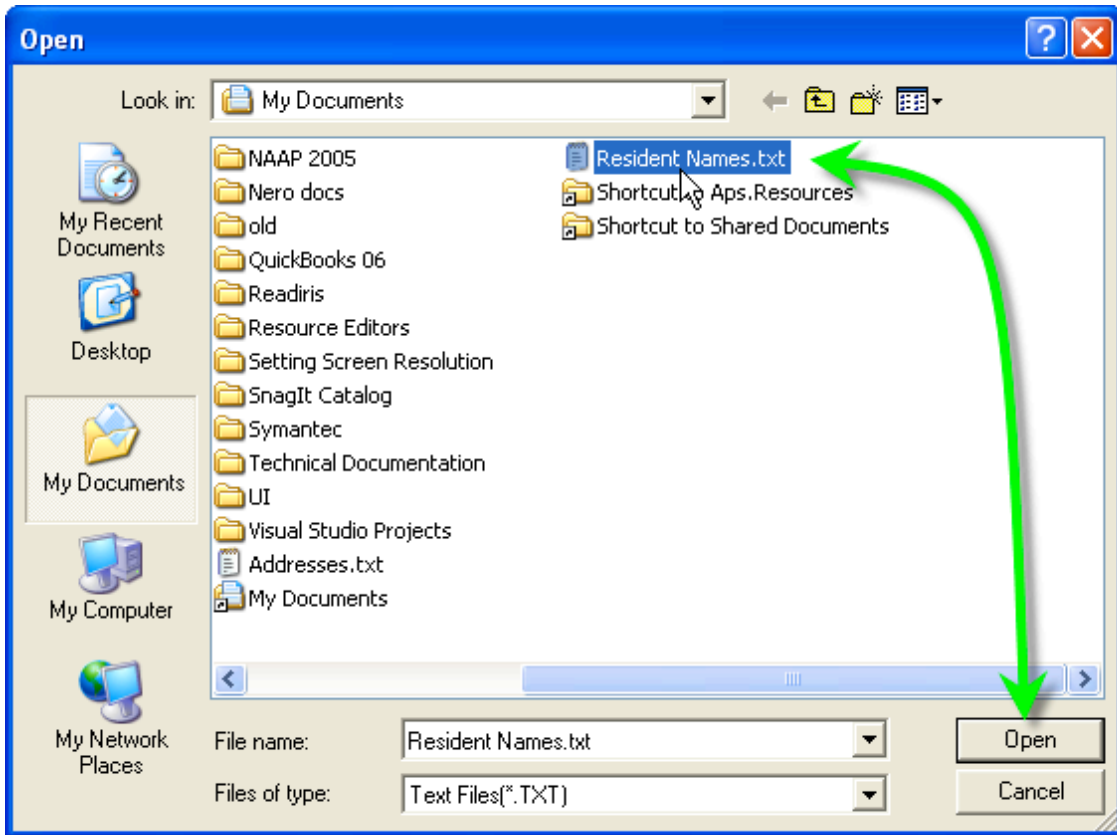 Open
Look in: My Documents
My Recent
Documents
Desktop
My Documents
My Computer
My Network
Places
NAAP 2005
Nero docs
old
QuickBooks 06
Readiris
Resource Editors
Setting Screen Resolution
SnagIt Catalog
Symantec
Technical Documentation
UI
Visual Studio Projects
Addresses.txt
My Documents
Resident Names.txt
Shortcut to Aps.Resources
Shortcut to Shared Documents
File name: Resident Names.txt
Open
Files of type: Text Files(*.TXT)
Cancel